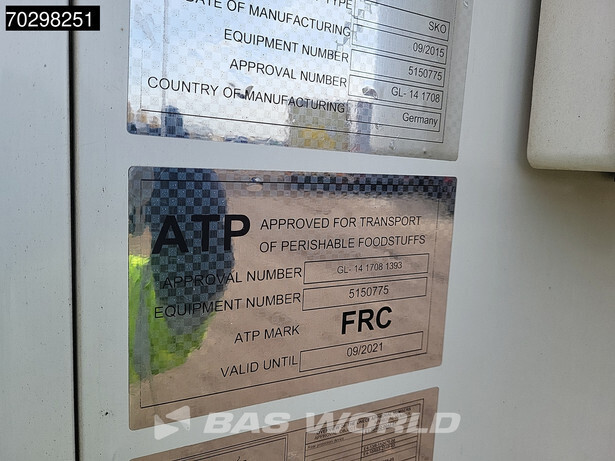 70298251
TYPE SKO
DATE OF MANUFACTURING 09/2015
EQUIPMENT NUMBER 5150775
APPROVAL NUMBER GL- 14 1708
COUNTRY OF MANUFACTURING Germany
ATP APPROVED FOR TRANSPORT
OF PERISHABLE FOODSTUFFS
APPROVAL NUMBER GL- 14 1708 1393
EQUIPMENT NUMBER 5150775
ATP MARK FRC
VALID UNTIL 09/2021
BAS WORLD